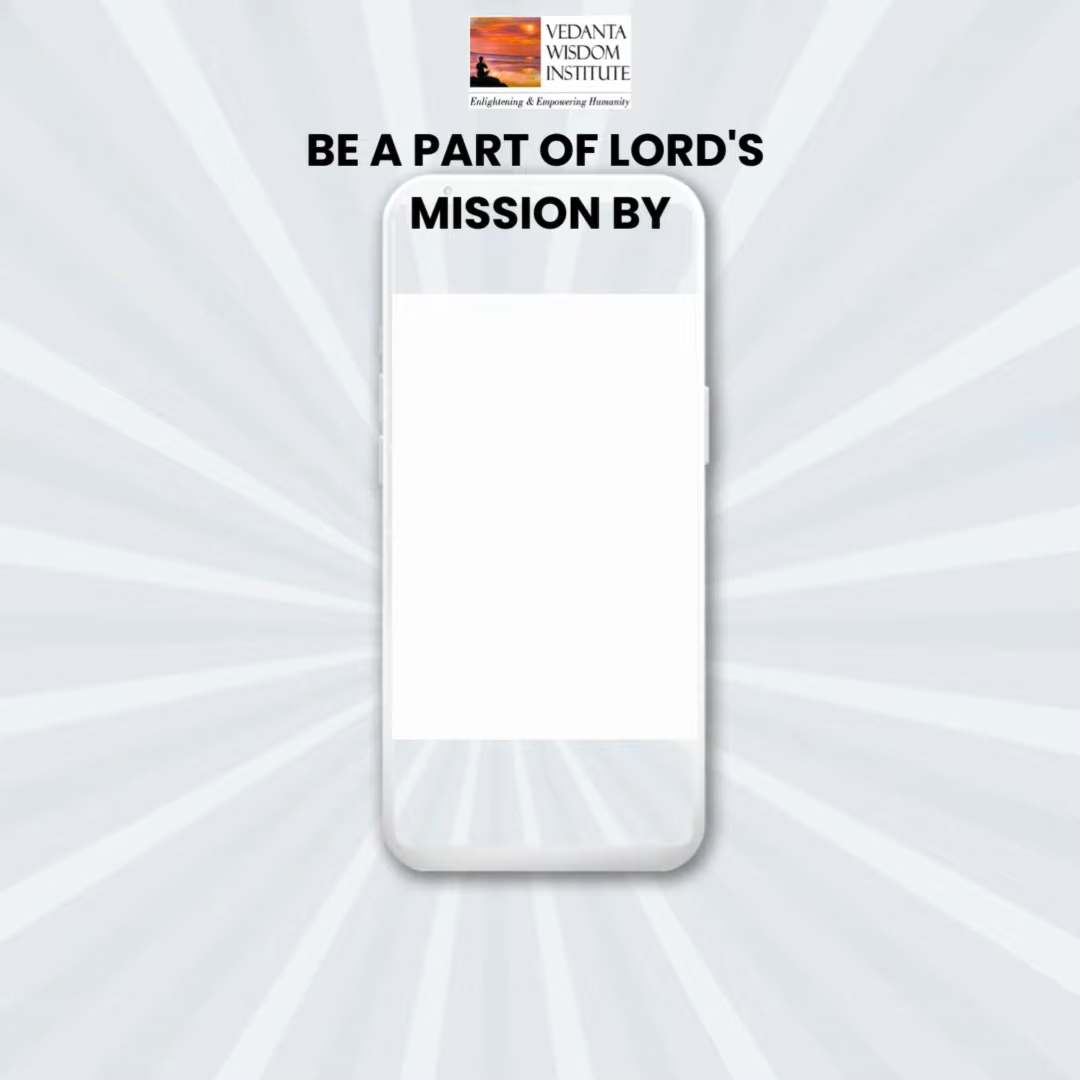 VEDANTA
WISDOM
INSTITUTE
Enlightening & Empowering Humanity
BE A PART OF LORD'S
MISSION BY